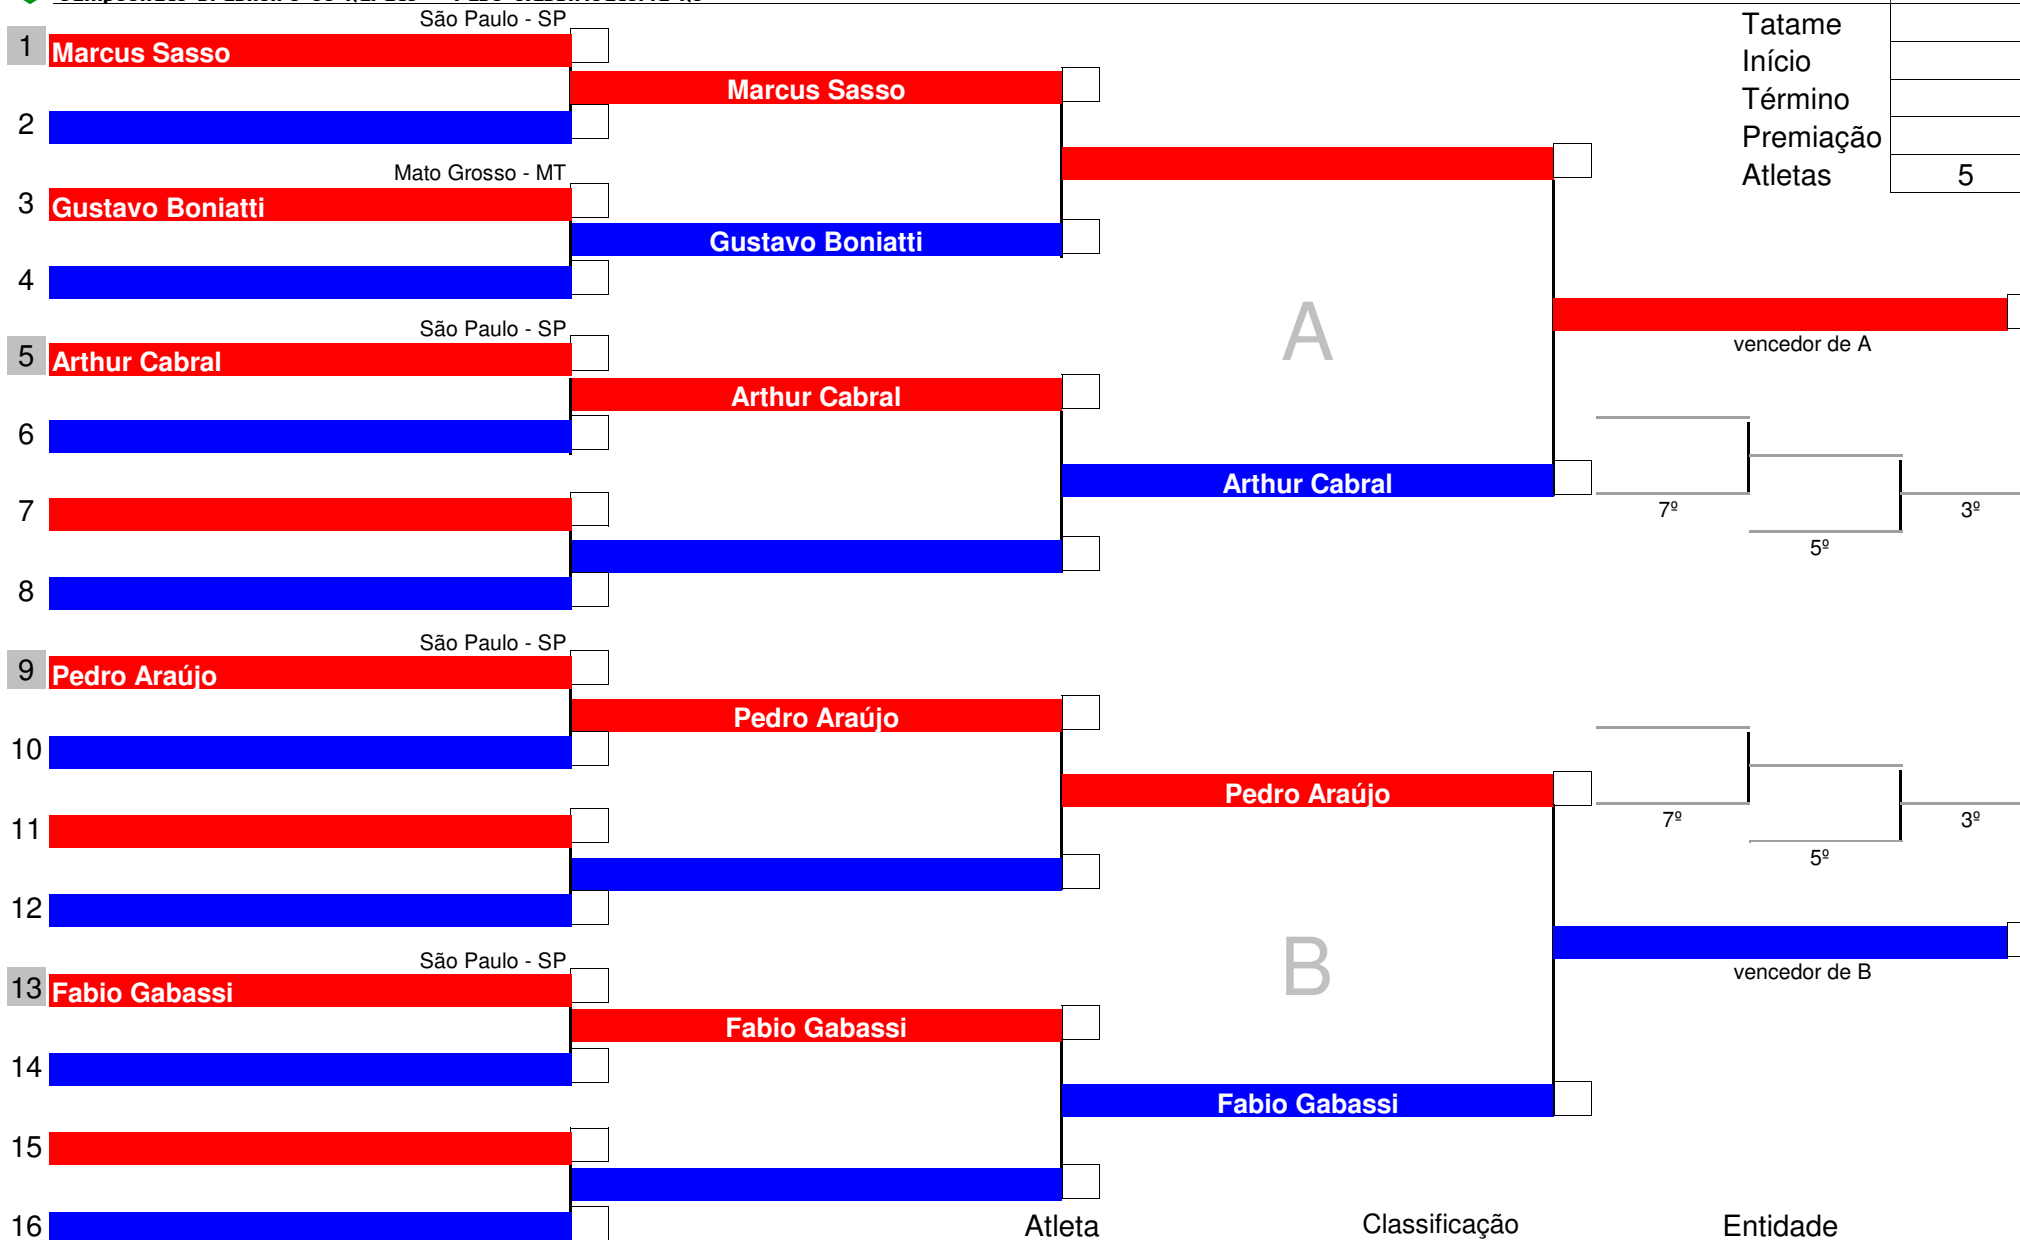 São Paulo - SP
1 Marcus Sasso
Marcus Sasso
2
Mato Grosso - MT
3 Gustavo Boniatti
Gustavo Boniatti
4
São Paulo - SP
5 Arthur Cabral
Arthur Cabral
6
Arthur Cabral
7
8
Tatame
Início
Término
Premiação
Atletas 5
A
vencedor de A
7º
3º
5º
São Paulo - SP
9 Pedro Araújo
Pedro Araújo
10
Pedro Araújo
11
12
São Paulo - SP
13 Fabio Gabassi
Fabio Gabassi
14
Fabio Gabassi
15
16
7º
3º
5º
B
vencedor de B
Atleta Classificação Entidade